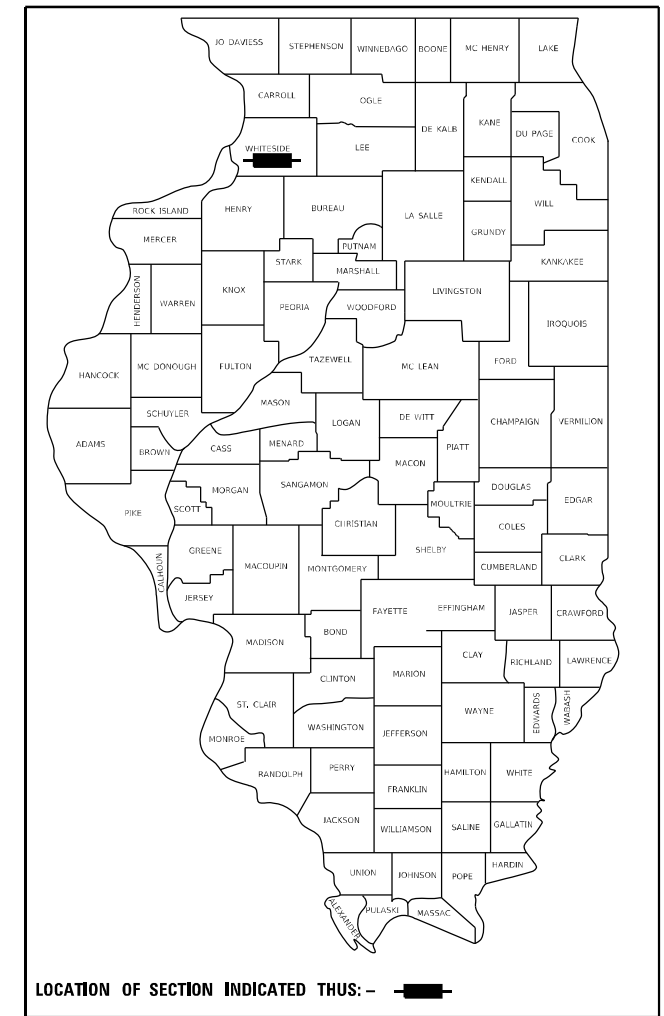 JO DAVIESS
STEPHENSON
WINNEBAGO
BOONE
MC HENRY
LAKE
CARROLL
OGLE
DE KALB
KANE
DU PAGE
COOK
WHITESIDE
LEE
KENDALL
WILL
ROCK ISLAND
HENRY
BUREAU
LA SALLE
GRUNDY
MERCER
PUTNAM
KANKAKEE
STARK
MARSHALL
HENDERSON
WARREN
KNOX
PEORIA
WOODFORD
LIVINGSTON
IROQUOIS
HANCOCK
MC DONOUGH
FULTON
TAZEWELL
MC LEAN
FORD
MASON
SCHUYLER
LOGAN
DE WITT
CHAMPAIGN
VERMILION
ADAMS
BROWN
CASS
MENARD
PIATT
MACON
MORGAN
SANGAMON
DOUGLAS
EDGAR
PIKE
SCOTT
CHRISTIAN
MOULTRIE
COLES
CALHOUN
GREENE
MACOUPIN
MONTGOMERY
SHELBY
CUMBERLAND
CLARK
JERSEY
FAYETTE
EFFINGHAM
JASPER
CRAWFORD
MADISON
BOND
CLAY
RICHLAND
LAWRENCE
MARION
CLINTON
ST. CLAIR
WAYNE
EDWARDS
WABASH
MONROE
WASHINGTON
JEFFERSON
RANDOLPH
PERRY
HAMILTON
WHITE
FRANKLIN
JACKSON
WILLIAMSON
SALINE
GALLATIN
UNION
JOHNSON
POPE
HARDIN
ALEXANDER
PULASKI
MASSAC
LOCATION OF SECTION INDICATED THUS: –